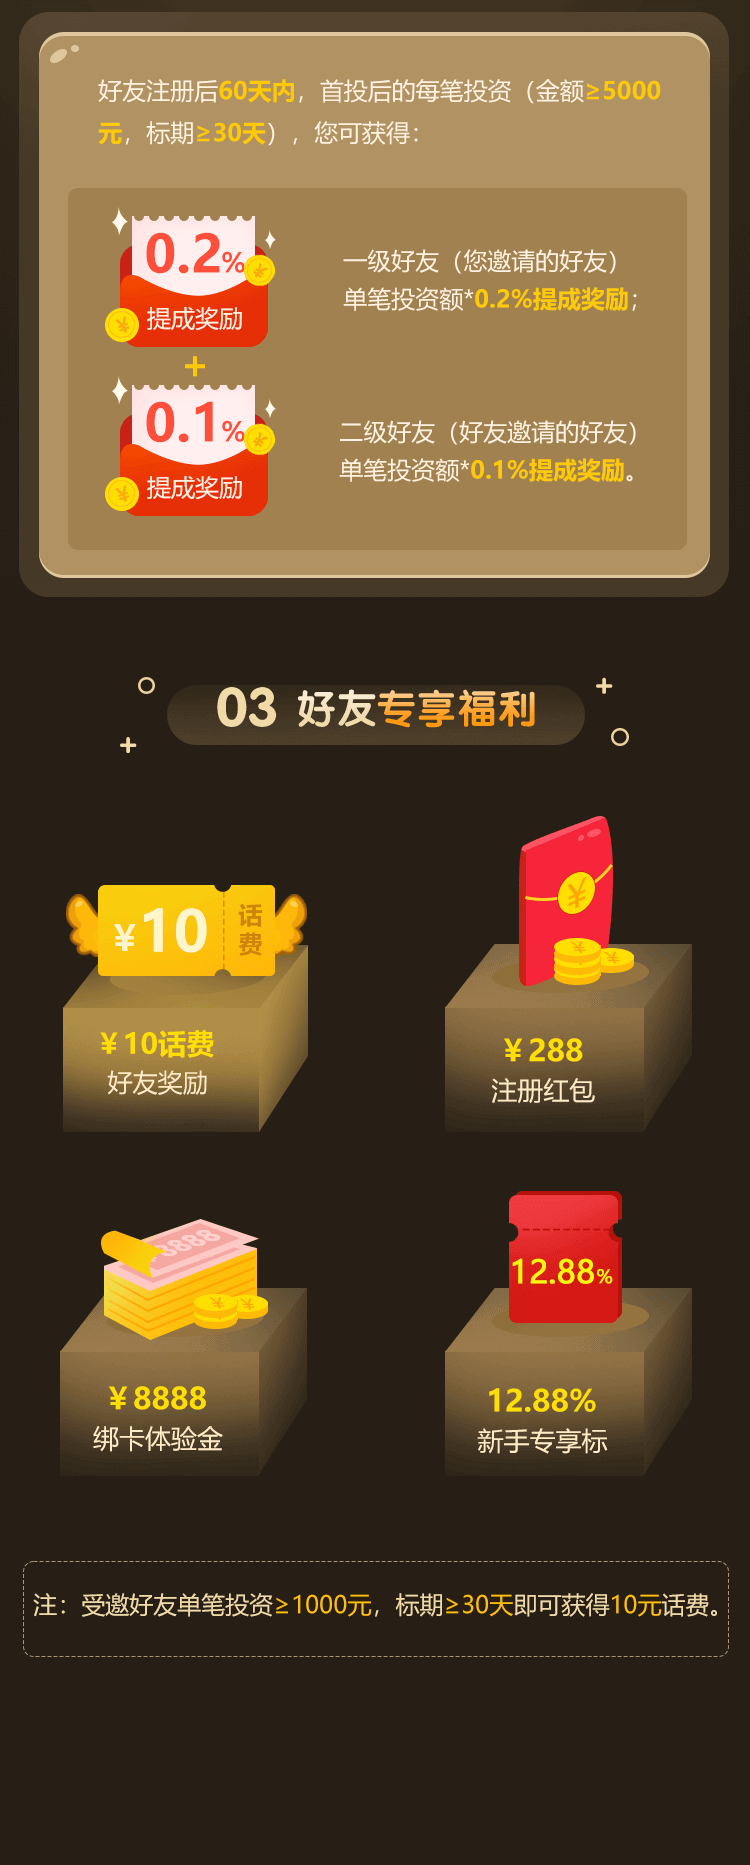 好友注册后60天内，首投后的每笔投资（金额≥5000
元，标期≥30天），您可获得：
0.2%
提成奖励
一级好友（您邀请的好友）
单笔投资额*0.2%提成奖励；
+
0.1%
提成奖励
二级好友（好友邀请的好友）
单笔投资额*0.1%提成奖励。
03 好友专享福利
¥10
话费
¥10话费
好友奖励
¥
¥288
注册红包
8888
¥8888
绑卡体验金
12.88%
12.88%
新手专享标
注：受邀好友单笔投资≥1000元，标期≥30天即可获得10元话费。